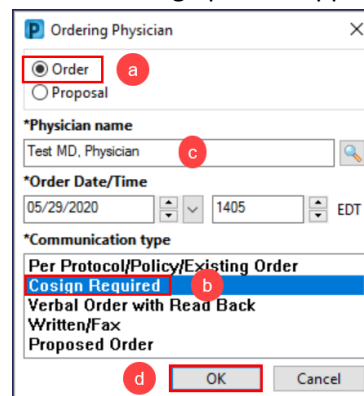 Ordering Physician
Order a
Proposal
*Physician name
Test MD, Physician c
*Order Date/Time
05/29/2020 1405 EDT
*Communication type
Per Protocol/Policy/Existing Order
Cosign Required b
Verbal Order with Read Back
Written/Fax
Proposed Order
d OK Cancel